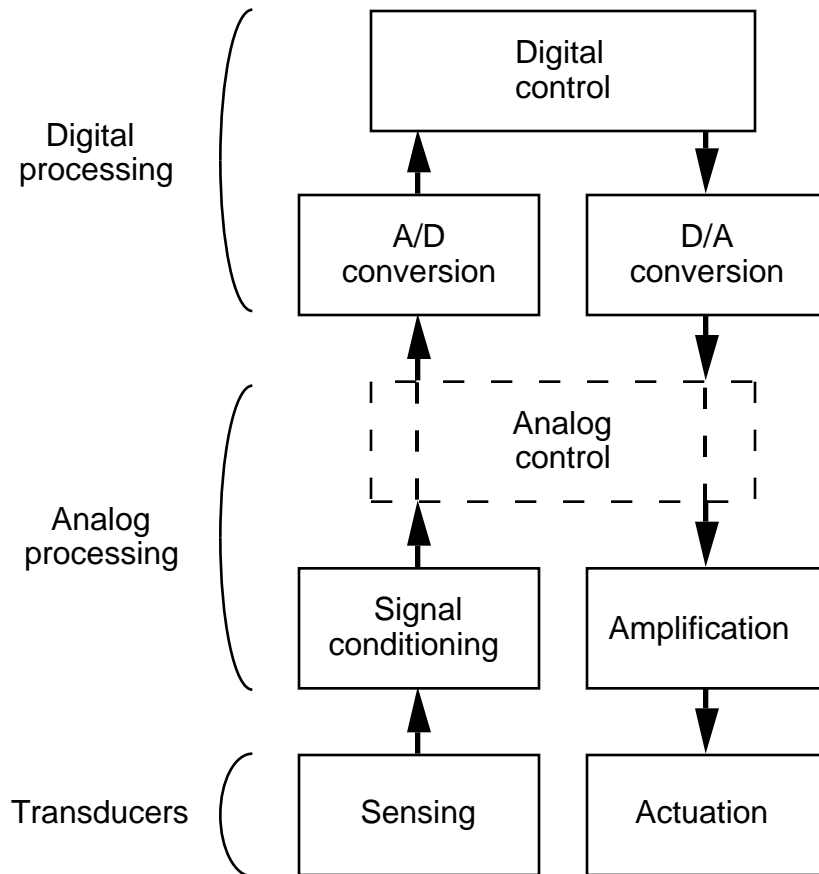 Digital
control
Digital
processing
A/D
conversion
D/A
conversion
Analog
control
Analog
processing
Signal
conditioning
Amplification
Transducers
Sensing
Actuation